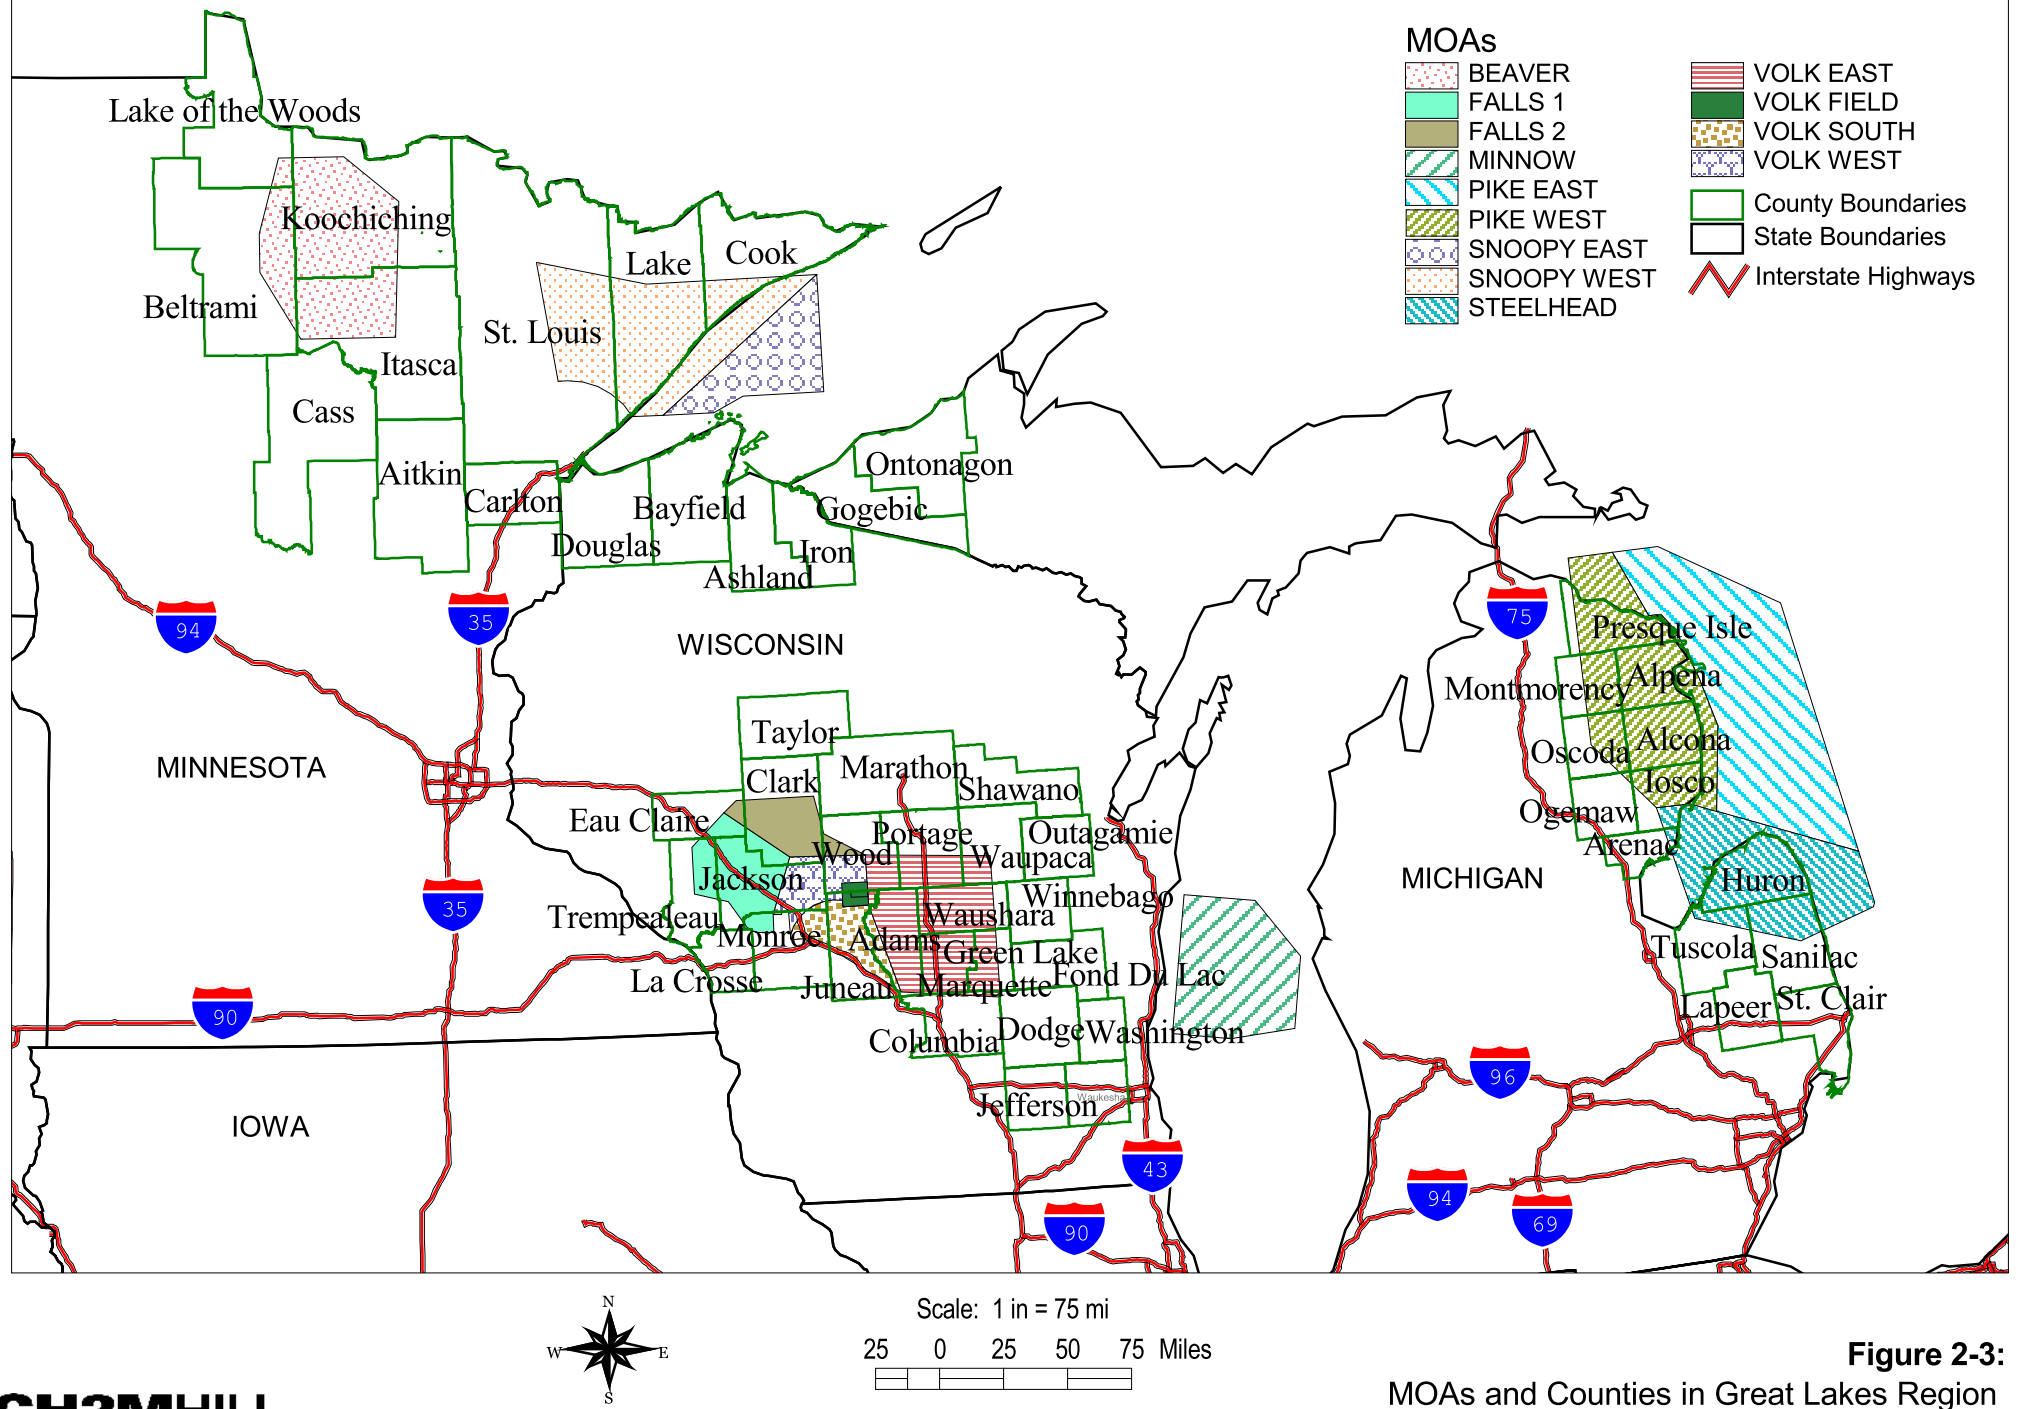 MOAs
BEAVER
FALLS 1
FALLS 2
MINNOW
PIKE EAST
PIKE WEST
SNOOPY EAST
SNOOPY WEST
STEELHEAD
VOLK EAST
VOLK FIELD
VOLK SOUTH
VOLK WEST
County Boundaries
State Boundaries
Interstate Highways
Lake of the Woods
Koochiching
Beltrami
Lake
Cook
St. Louis
Itasca
Cass
Aitkin
Carlton
Ontonagon
Gogebic
Bayfield
Douglas
Iron
Ashland
94
35
75
WISCONSIN
Presque Isle
Alpena
Montmorency
Alcona
Oscoda
Iosco
Ogemaw
Arenac
MINNESOTA
Taylor
Marathon
Clark
Shawano
Eau Claire
Portage
Outagamie
Wood
Waupaca
Jackson
Winnebago
MICHIGAN
Huron
35
Trempealeau
Waushara
Monroe
Adams
Green Lake
Tuscola
Sanilac
La Crosse
Juneau
Marquette
Fond Du Lac
90
Lapeer
St. Clair
Columbia
Dodge
Washington
96
Jefferson
Waukesha
IOWA
43
94
90
69
N
W
E
S
Scale: 1 in = 75 mi
25 0 25 50 75 Miles
Figure 2-3:
MOAs and Counties in Great Lakes Region
CH2MHILL